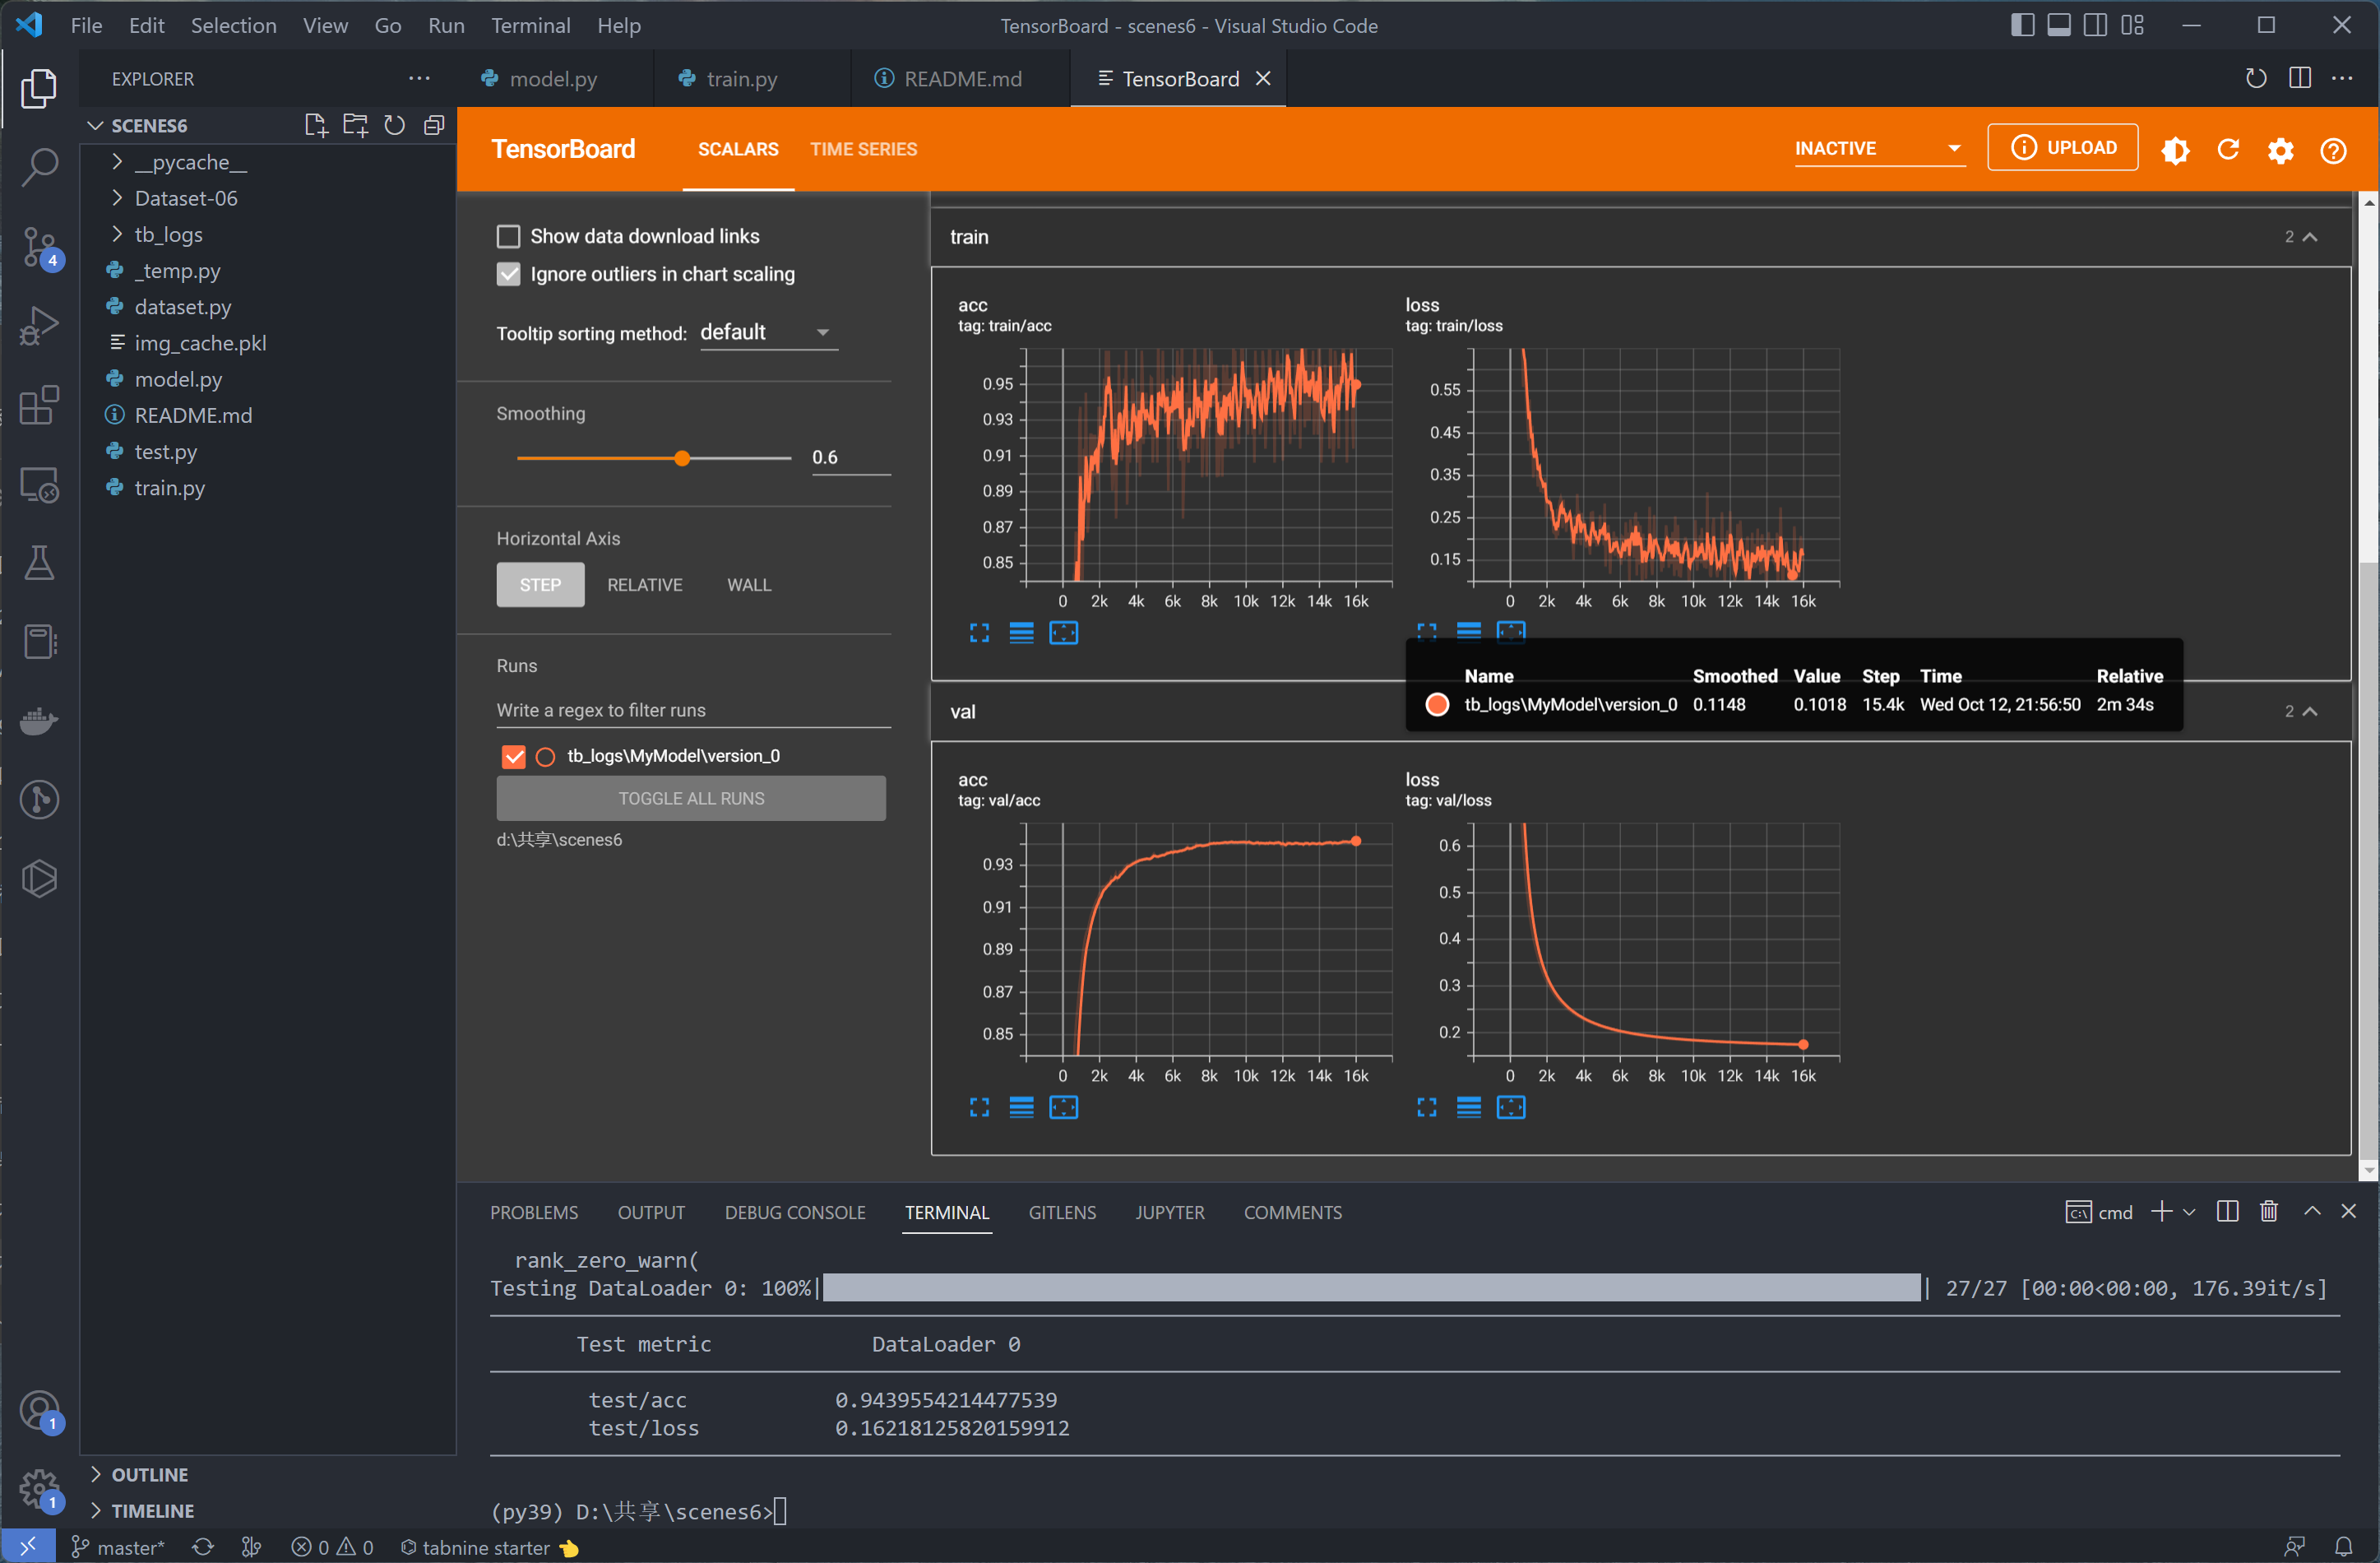 File Edit Selection View Go Run Terminal Help
TensorBoard - scenes6 - Visual Studio Code
EXPLORER
model.py
train.py
README.md
TensorBoard
SCENES6
__pycache__
Dataset-06
tb_logs
_temp.py
dataset.py
img_cache.pkl
model.py
README.md
test.py
train.py
OUTLINE
TIMELINE
4
1
1
TensorBoard
SCALARS
TIME SERIES
INACTIVE
UPLOAD
Show data download links
Ignore outliers in chart scaling
Tooltip sorting method: default
Smoothing
0.6
Horizontal Axis
STEP RELATIVE WALL
Runs
Write a regex to filter runs
tb_logs\MyModel\version_0
TOGGLE ALL RUNS
d:\共享\scenes6
train
2
acc
tag: train/acc
0.95
0.93
0.91
0.89
0.87
0.85
0 2k 4k 6k 8k 10k 12k 14k 16k
loss
tag: train/loss
0.55
0.45
0.35
0.25
0.15
0 2k 4k 6k 8k 10k 12k 14k 16k
Name Smoothed Value Step Time Relative
tb_logs\MyModel\version_0 0.1148 0.1018 15.4k Wed Oct 12, 21:56:50 2m 34s
val
2
acc
tag: val/acc
0.93
0.91
0.89
0.87
0.85
0 2k 4k 6k 8k 10k 12k 14k 16k
loss
tag: val/loss
0.6
0.5
0.4
0.3
0.2
0 2k 4k 6k 8k 10k 12k 14k 16k
PROBLEMS OUTPUT DEBUG CONSOLE TERMINAL GITLENS JUPYTER COMMENTS
cmd
rank_zero_warn(
Testing DataLoader 0: 100%| | 27/27 [00:00<00:00, 176.39it/s]
Test metric DataLoader 0
test/acc 0.9439554214477539
test/loss 0.16218125820159912
(py39) D:\共享\scenes6>
master* 0 0 tabnine starter 👈